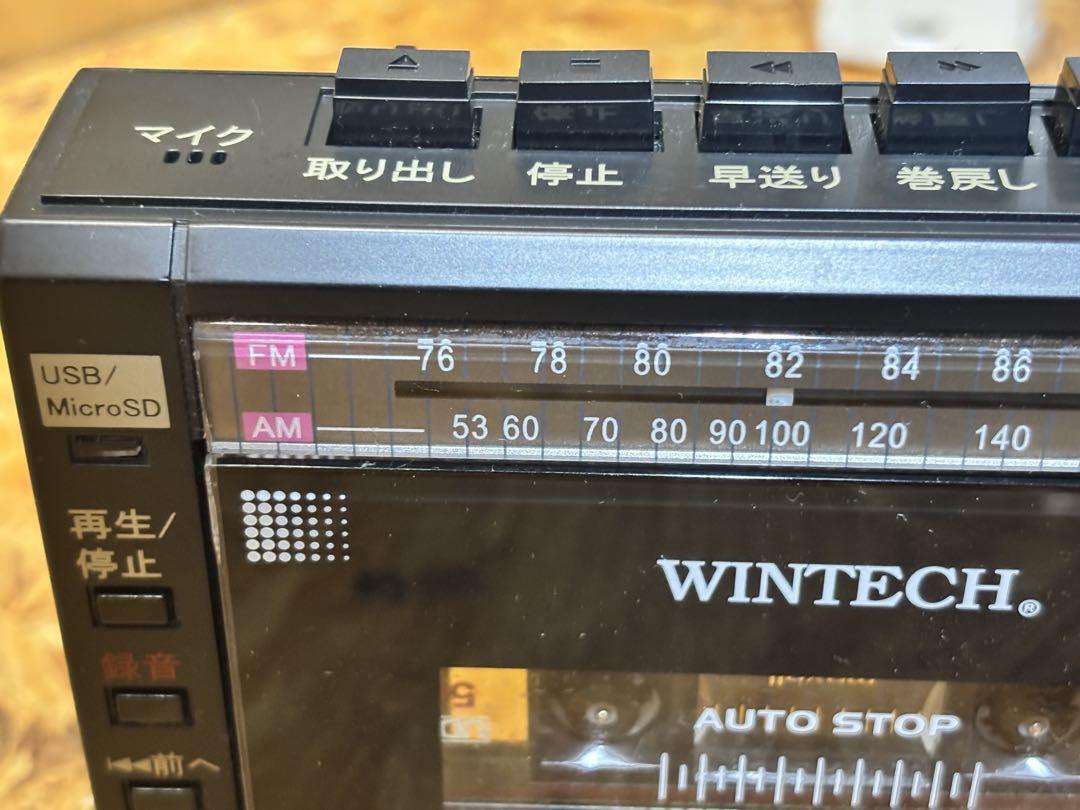 マイク
取り出し 停止 早送り 巻戻し
USB/
MicroSD
FM 76 78 80 82 84 86
AM 53 60 70 80 90 100 120 140
再生/
停止
録音
前へ
WINTECH®
AUTO STOP